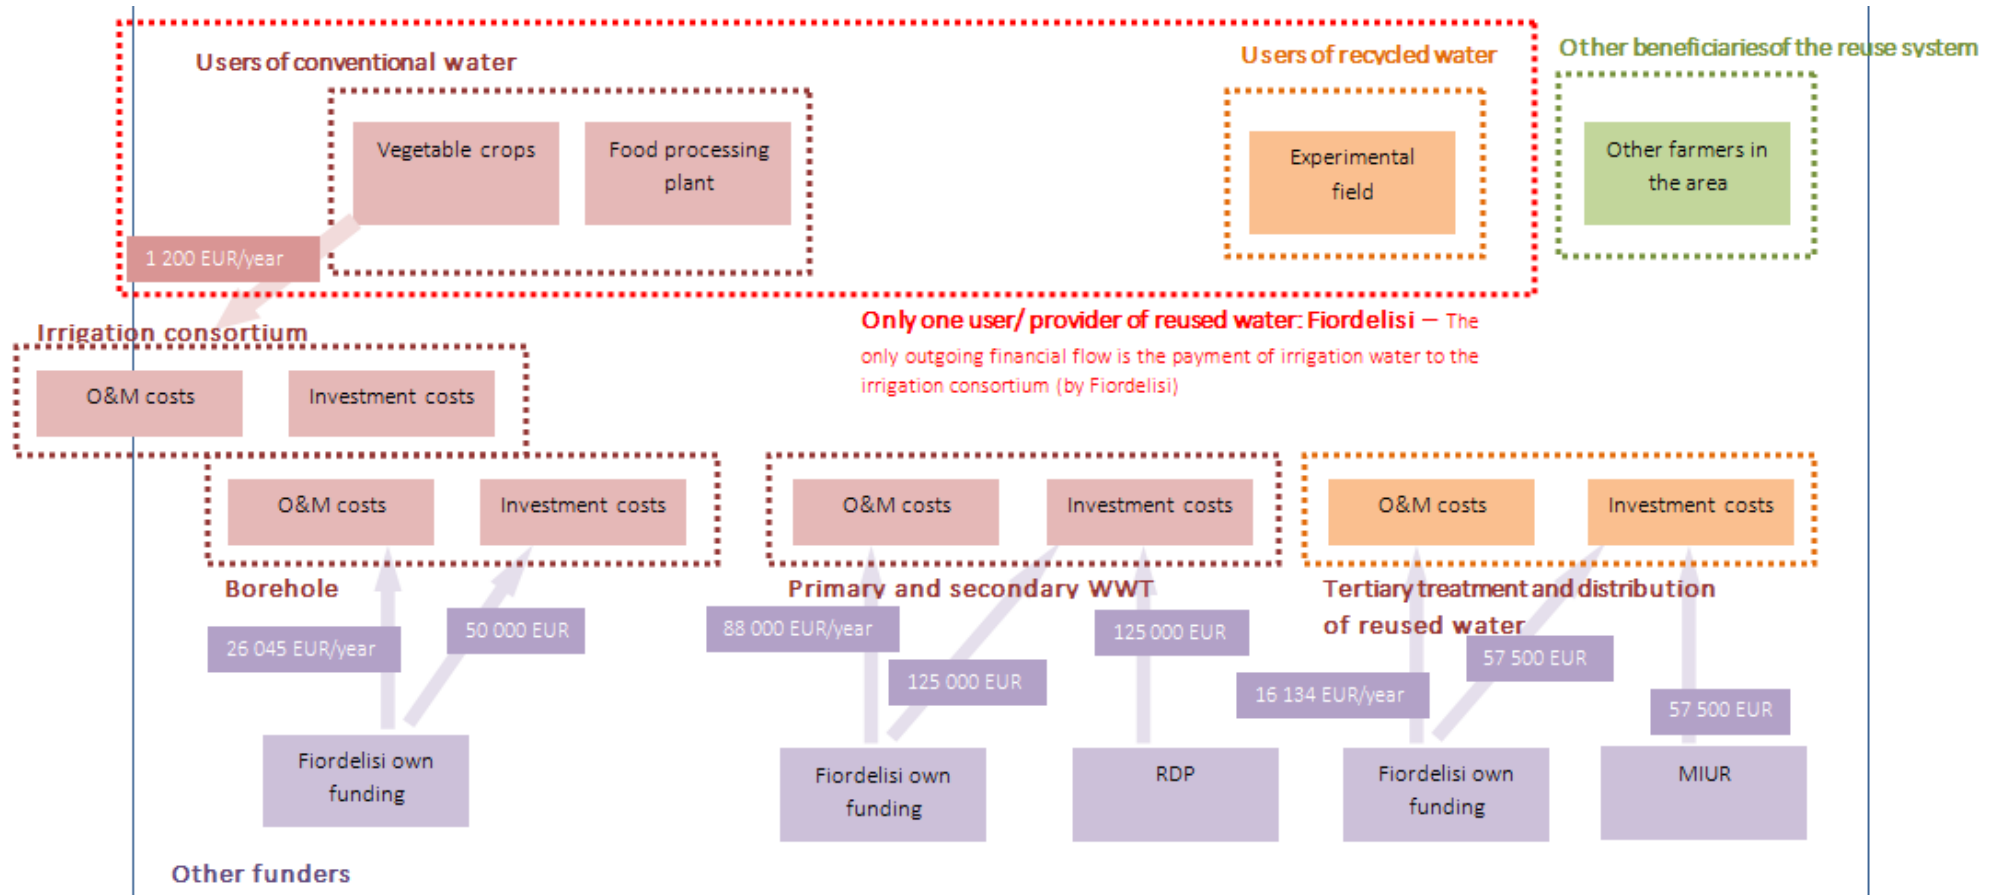 Users of conventional water
Users of recycled water
Other beneficiaries of the reuse system
Vegetable crops
Food processing
plant
Experimental
field
Other farmers in
the area
1 200 EUR/year
Irrigation consortium
Only one user/ provider of reused water: Fiordelisi – The
only outgoing financial flow is the payment of irrigation water to the
irrigation consortium (by Fiordelisi)
O&M costs
Investment costs
O&M costs
Investment costs
O&M costs
Investment costs
O&M costs
Investment costs
Borehole
Primary and secondary WWT
Tertiary treatment and distribution
of reused water
26 045 EUR/year
50 000 EUR
88 000 EUR/year
125 000 EUR
125 000 EUR
16 134 EUR/year
57 500 EUR
57 500 EUR
Fiordelisi own
funding
Fiordelisi own
funding
RDP
Fiordelisi own
funding
MIUR
Other funders